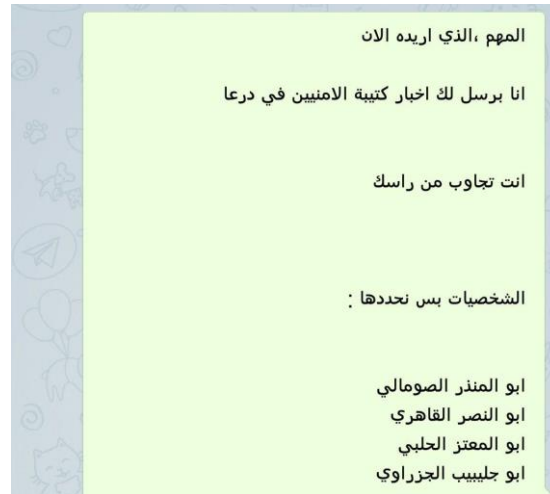 المهم ،الذي اريده الان
انا برسل لك اخبار كتيبة الامنيين في درعا
انت تجاوب من راسك
الشخصيات بس نحددها :
ابو المنذر الصومالي
ابو النصر القاهري
ابو المعتز الحلبي
ابو جليبيب الجزراوي